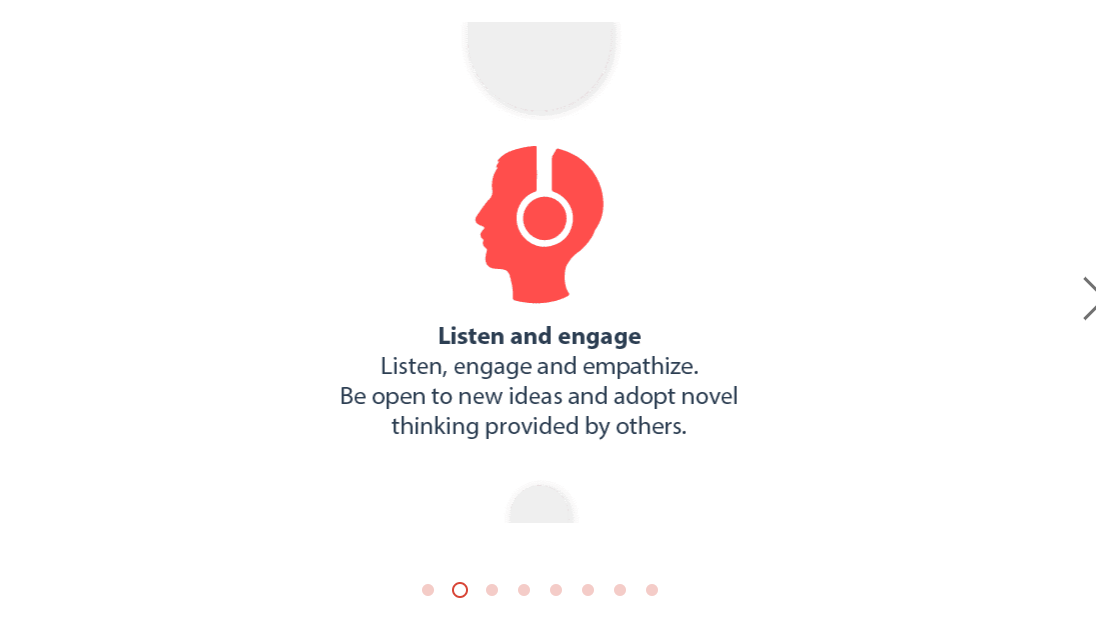 Listen and engage
Listen, engage and empathize.
Be open to new ideas and adopt novel
thinking provided by others.